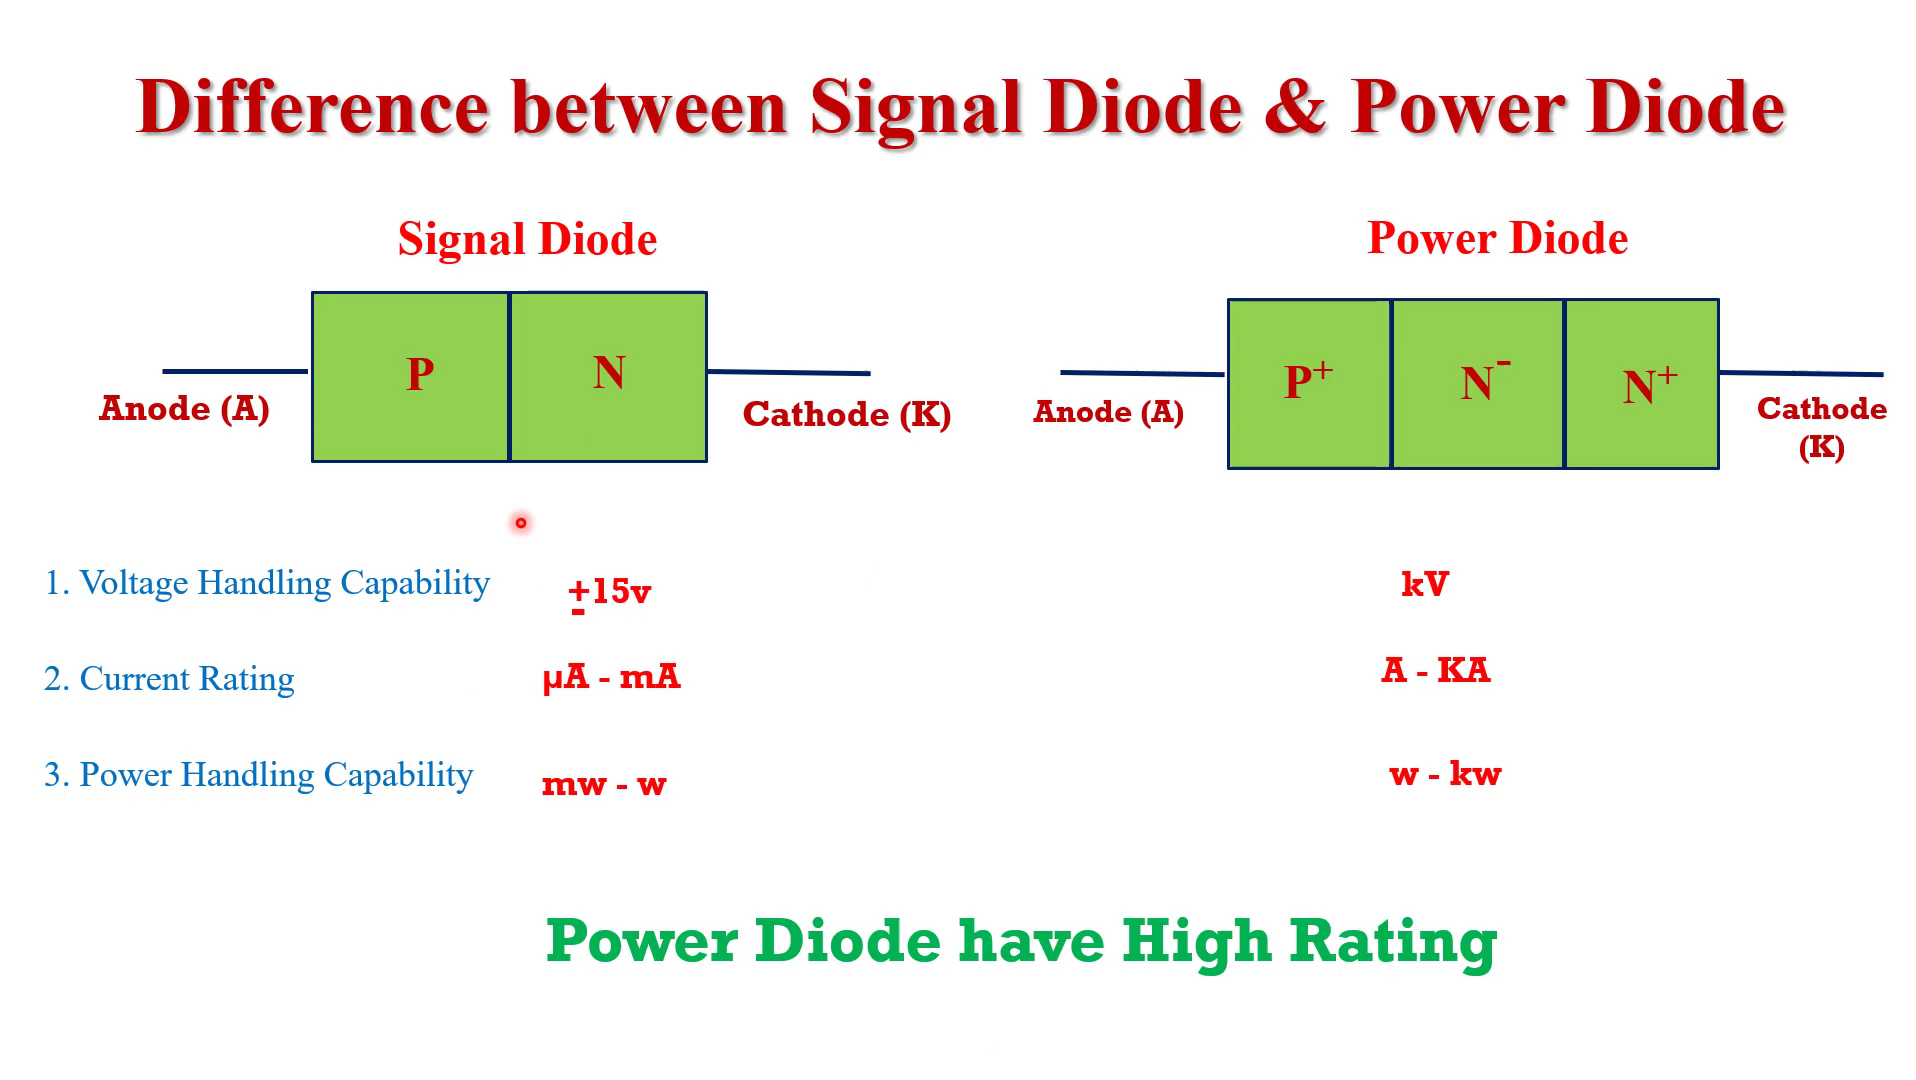 Difference between Signal Diode & Power Diode
Signal Diode
P
N
Anode (A)
Cathode (K)
Power Diode
P⁺
N⁻
N⁺
Anode (A)
Cathode
(K)
1. Voltage Handling Capability
±15v
kV
2. Current Rating
µA - mA
A - KA
3. Power Handling Capability
mw - w
w - kw
Power Diode have High Rating